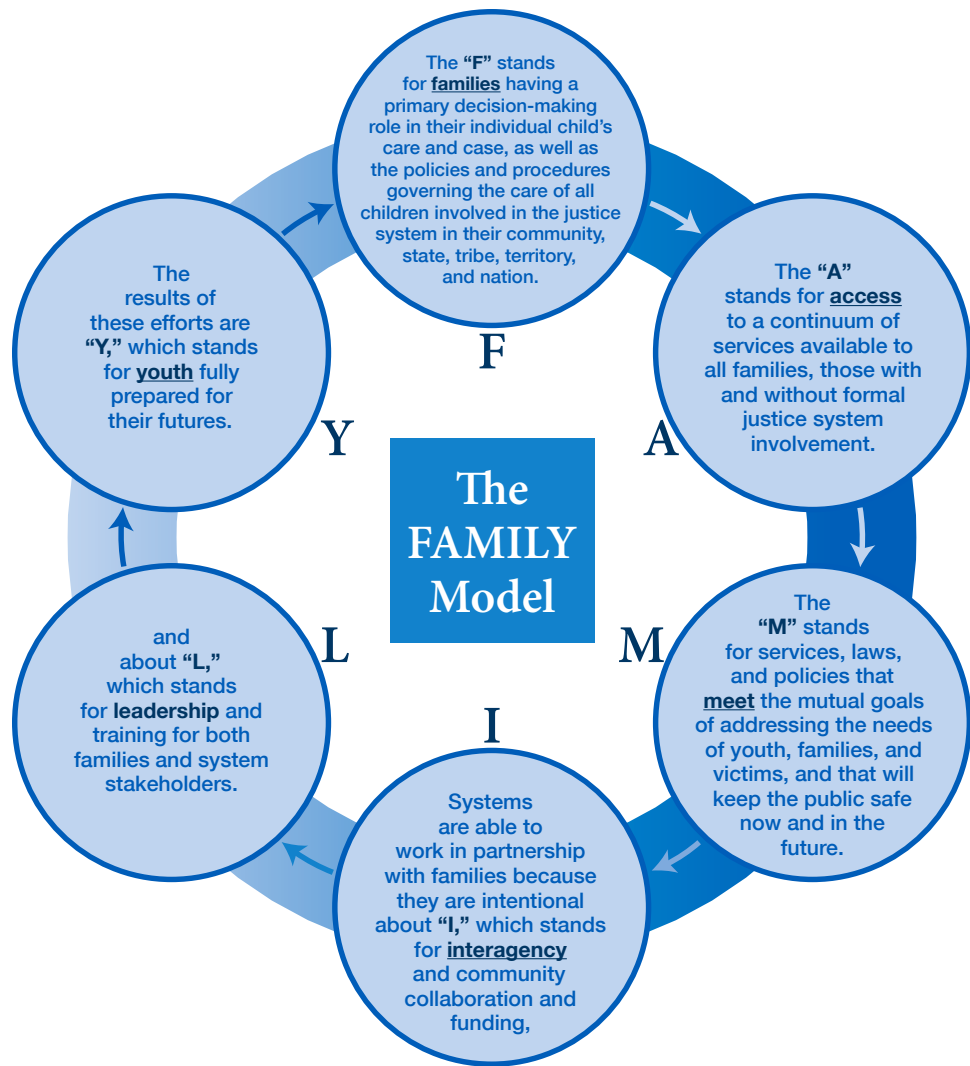 The “F” stands
for families having a
primary decision-making
role in their individual child’s
care and case, as well as
the policies and procedures
governing the care of all
children involved in the justice
system in their community,
state, tribe, territory,
and nation.
F
The “A”
stands for access
to a continuum of
services available to
all families, those with
and without formal
justice system
involvement.
A
The
“M” stands
for services, laws,
and policies that
meet the mutual goals
of addressing the needs
of youth, families, and
victims, and that will
keep the public safe
now and in the
future.
M
Systems
are able to
work in partnership
with families because
they are intentional
about “I,” which stands
for interagency
and community
collaboration and
funding,
I
and
about “L,”
which stands
for leadership and
training for both
families and system
stakeholders.
L
The
results of
these efforts are
“Y,” which stands
for youth fully
prepared for
their futures.
Y
The
FAMILY
Model